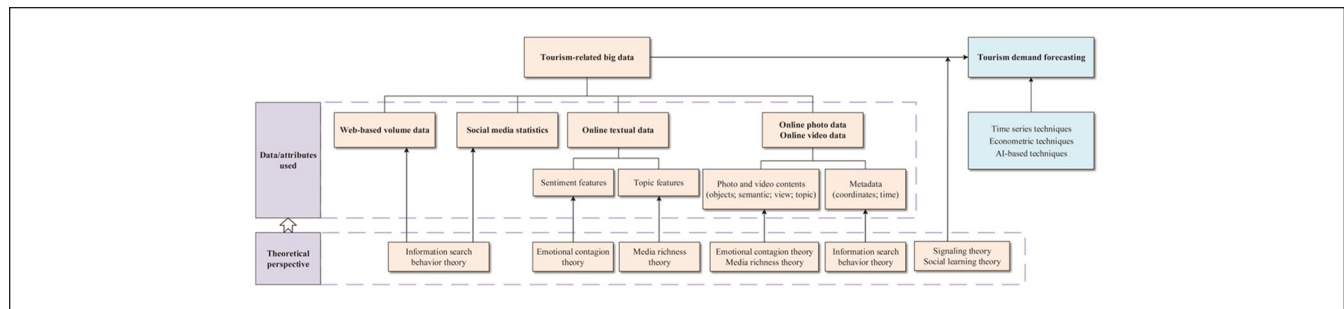 Tourism-related big data
Tourism demand forecasting
Data/attributes
used
Web-based volume data
Social media statistics
Online textual data
Online photo data
Online video data
Time series techniques
Econometric techniques
AI-based techniques
Sentiment features
Topic features
Photo and video contents
(objects; semantic; view; topic)
Metadata
(coordinates; time)
Theoretical
perspective
Information search
behavior theory
Emotional contagion
theory
Media richness
theory
Emotional contagion theory
Media richness theory
Information search
behavior theory
Signaling theory
Social learning theory